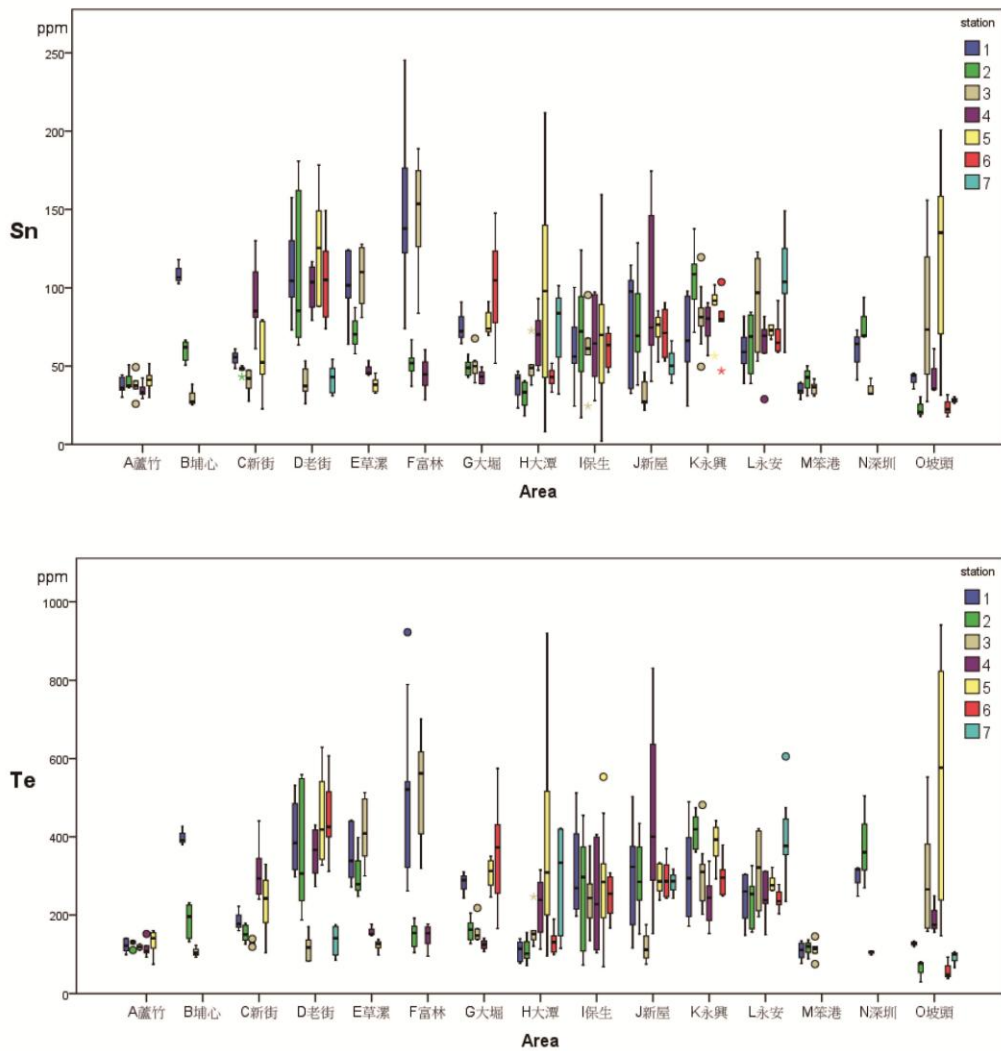 ppm
station
1
2
3
4
5
6
7
250
200
150
100
50
0
Sn
A蘆竹 B埔心 C新街 D老街 E草漯 F富林 G大堀 H大潭 I保生 J新屋 K永興 L永安 M笨港 N深圳 O坡頭
Area
ppm
station
1
2
3
4
5
6
7
1000
800
600
400
200
0
Te
A蘆竹 B埔心 C新街 D老街 E草漯 F富林 G大堀 H大潭 I保生 J新屋 K永興 L永安 M笨港 N深圳 O坡頭
Area